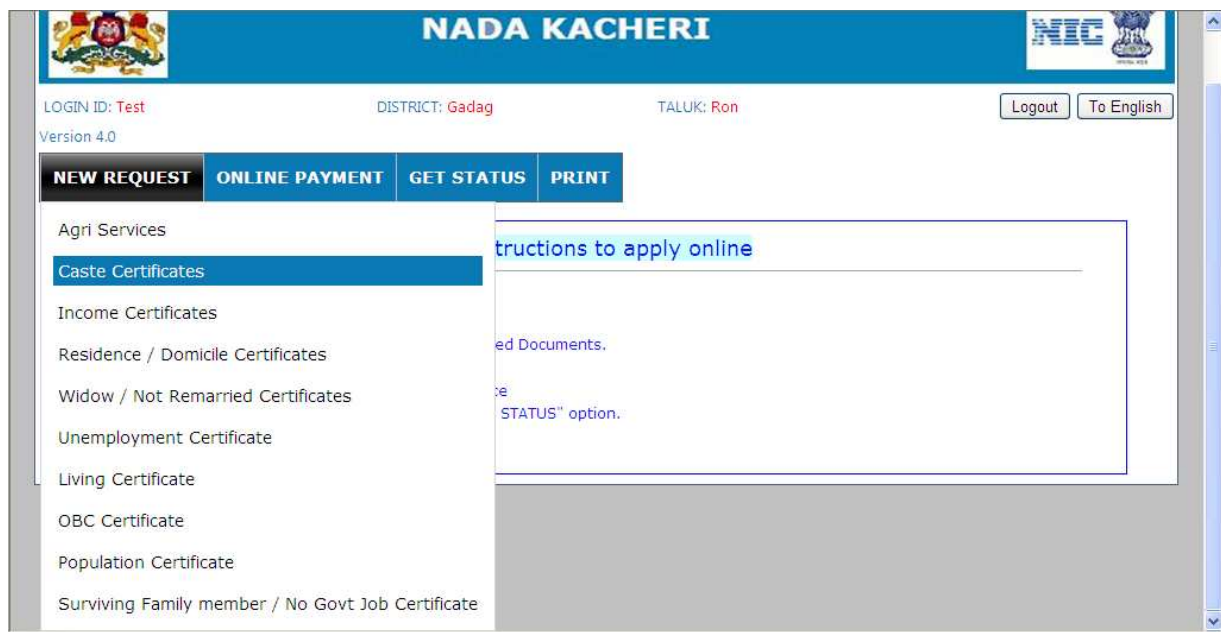 NADA KACHERI
NIC
LOGIN ID: Test DISTRICT: Gadag TALUK: Ron Logout To English
Version 4.0
NEW REQUEST ONLINE PAYMENT GET STATUS PRINT
Agri Services
tructions to apply online
Caste Certificates
Income Certificates
ed Documents.
Residence / Domicile Certificates
Widow / Not Remarried Certificates
STATUS" option.
Unemployment Certificate
Living Certificate
OBC Certificate
Population Certificate
Surviving Family member / No Govt Job Certificate